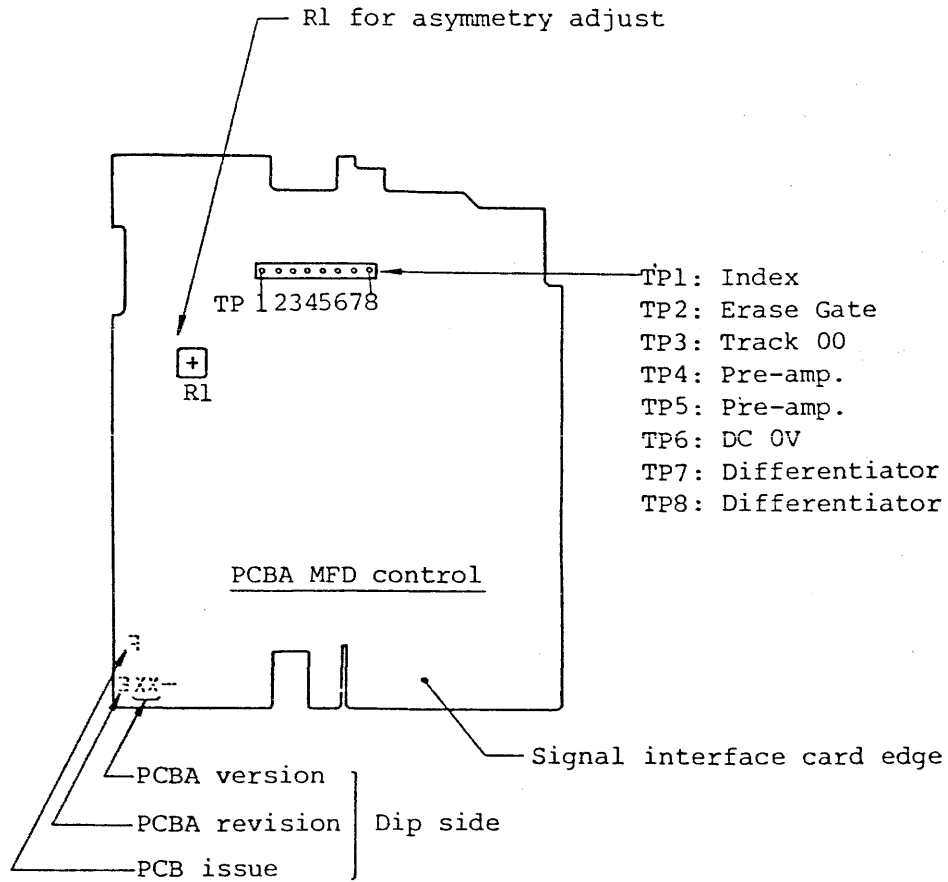 R1 for asymmetry adjust
TP 12345678
TP1: Index
TP2: Erase Gate
TP3: Track 00
TP4: Pre-amp.
TP5: Pre-amp.
TP6: DC 0V
TP7: Differentiator
TP8: Differentiator
+
R1
PCBA MFD control
XX-
Signal interface card edge
PCBA version
PCBA revision
Dip side
PCB issue